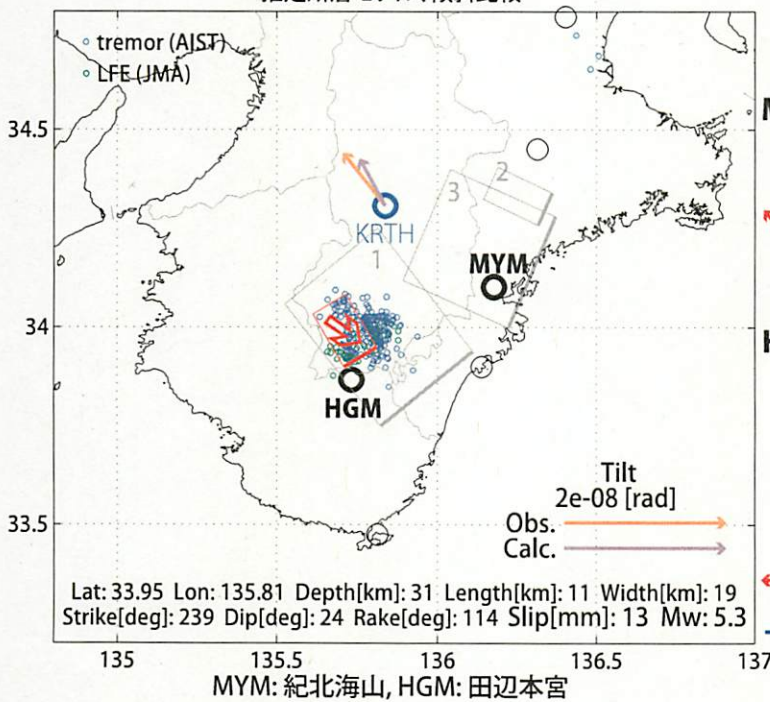 tremor (AIST)
LFE (JMA)
34.5
34
33.5
2
3
KRTH
1
MYM
HGM
Tilt
2e-08 [rad]
Obs.
Calc.
Lat: 33.95 Lon: 135.81 Depth[km]: 31 Length[km]: 11 Width[km]: 19
Strike[deg]: 239 Dip[deg]: 24 Rake[deg]: 114 Slip[mm]: 13 Mw: 5.3
135 135.5 136 136.5 137
MYM: 紀北海山, HGM: 田辺本宮